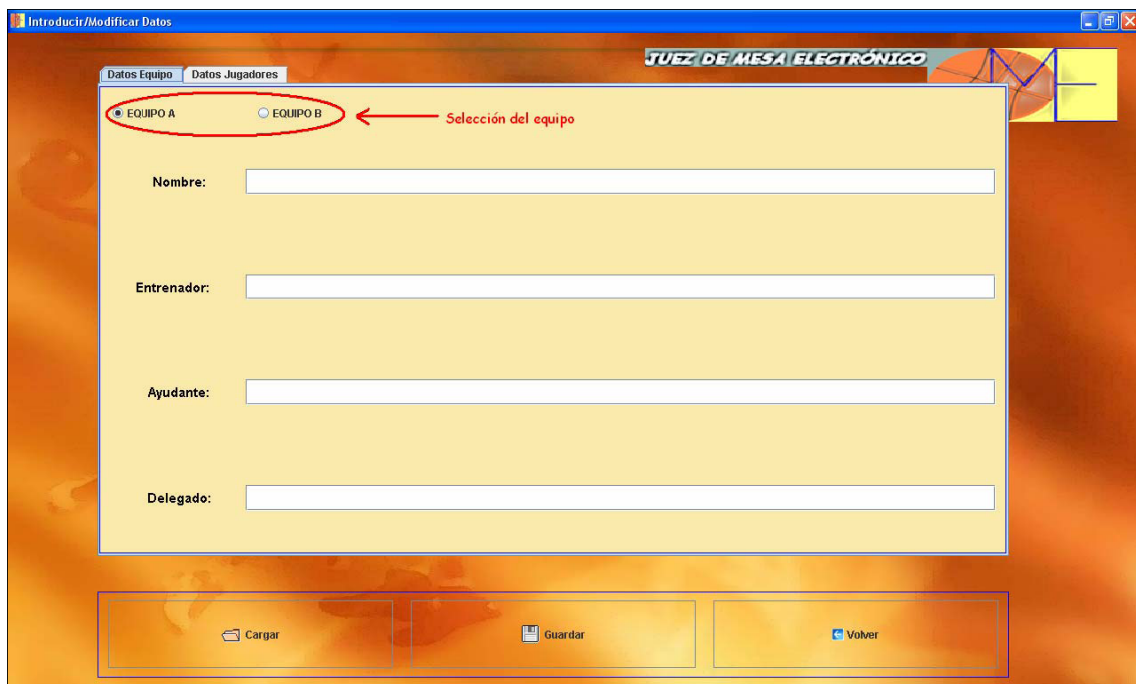 Introducir/Modificar Datos
JUEZ DE MESA ELECTRÓNICO
Datos Equipo Datos Jugadores
EQUIPO A EQUIPO B
Selección del equipo
Nombre:
Entrenador:
Ayudante:
Delegado:
Cargar Guardar Volver